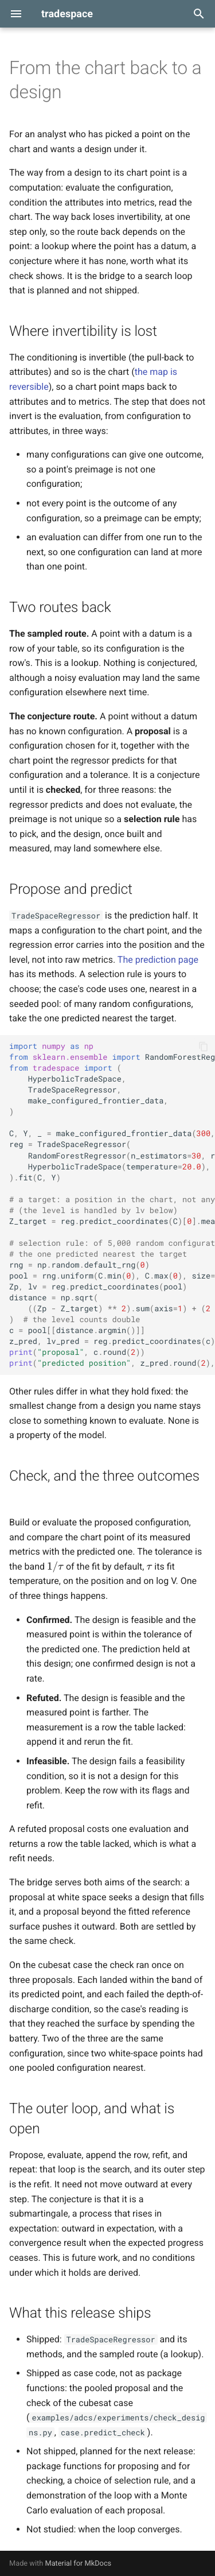 tradespace
From the chart back to a
design
For an analyst who has picked a point on the
chart and wants a design under it.
The way from a design to its chart point is a
computation: evaluate the configuration,
condition the attributes into metrics, read the
chart. The way back loses invertibility, at one
step only, so the route back depends on the
point: a lookup where the point has a datum, a
conjecture where it has none, worth what its
check shows. It is the bridge to a search loop
that is planned and not shipped.
Where invertibility is lost
The conditioning is invertible (the pull-back to
attributes) and so is the chart (the map is
reversible), so a chart point maps back to
attributes and to metrics. The step that does not
invert is the evaluation, from configuration to
attributes, in three ways:
many configurations can give one outcome,
so a point's preimage is not one
configuration;
not every point is the outcome of any
configuration, so a preimage can be empty;
an evaluation can differ from one run to the
next, so one configuration can land at more
than one point.
Two routes back
The sampled route. A point with a datum is a
row of your table, so its configuration is the
row's. This is a lookup. Nothing is conjectured,
although a noisy evaluation may land the same
configuration elsewhere next time.
The conjecture route. A point without a datum
has no known configuration. A proposal is a
configuration chosen for it, together with the
chart point the regressor predicts for that
configuration and a tolerance. It is a conjecture
until it is checked, for three reasons: the
regressor predicts and does not evaluate, the
preimage is not unique so a selection rule has
to pick, and the design, once built and
measured, may land somewhere else.
Propose and predict
TradeSpaceRegressor is the prediction half. It
maps a configuration to the chart point, and the
regression error carries into the position and the
level, not into raw metrics. The prediction page
has its methods. A selection rule is yours to
choose; the case's code uses one, nearest in a
seeded pool: of many random configurations,
take the one predicted nearest the target.
import numpy as np
from sklearn.ensemble import RandomForestReg
from tradespace import (
HyperbolicTradeSpace,
TradeSpaceRegressor,
make_configured_frontier_data,
)
C, Y, _ = make_configured_frontier_data(300,
reg = TradeSpaceRegressor(
RandomForestRegressor(n_estimators=30, r
HyperbolicTradeSpace(temperature=20.0),
).fit(C, Y)
# a target: a position in the chart, not any
# (the level is handled by lv below)
Z_target = reg.predict_coordinates(C)[0].mea
# selection rule: of 5,000 random configurat
# the one predicted nearest the target
rng = np.random.default_rng(0)
pool = rng.uniform(C.min(0), C.max(0), size=
Zp, lv = reg.predict_coordinates(pool)
distance = np.sqrt(
((Zp - Z_target) ** 2).sum(axis=1) + (2
) # the level counts double
c = pool[[distance.argmin()]]
z_pred, lv_pred = reg.predict_coordinates(c)
print("proposal", c.round(2))
print("predicted position", z_pred.round(2),
Other rules differ in what they hold fixed: the
smallest change from a design you name stays
close to something known to evaluate. None is
a property of the model.
Check, and the three outcomes
Build or evaluate the proposed configuration,
and compare the chart point of its measured
metrics with the predicted one. The tolerance is
the band 1/τ of the fit by default, τ its fit
temperature, on the position and on log V. One
of three things happens.
Confirmed. The design is feasible and the
measured point is within the tolerance of
the predicted one. The prediction held at
this design; one confirmed design is not a
rate.
Refuted. The design is feasible and the
measured point is farther. The
measurement is a row the table lacked:
append it and rerun the fit.
Infeasible. The design fails a feasibility
condition, so it is not a design for this
problem. Keep the row with its flags and
refit.
A refuted proposal costs one evaluation and
returns a row the table lacked, which is what a
refit needs.
The bridge serves both aims of the search: a
proposal at white space seeks a design that fills
it, and a proposal beyond the fitted reference
surface pushes it outward. Both are settled by
the same check.
On the cubesat case the check ran once on
three proposals. Each landed within the band of
its predicted point, and each failed the depth-of-
discharge condition, so the case's reading is
that they reached the surface by spending the
battery. Two of the three are the same
configuration, since two white-space points had
one pooled configuration nearest.
The outer loop, and what is
open
Propose, evaluate, append the row, refit, and
repeat: that loop is the search, and its outer step
is the refit. It need not move outward at every
step. The conjecture is that it is a
submartingale, a process that rises in
expectation: outward in expectation, with a
convergence result when the expected progress
ceases. This is future work, and no conditions
under which it holds are derived.
What this release ships
Shipped: TradeSpaceRegressor and its
methods, and the sampled route (a lookup).
Shipped as case code, not as package
functions: the pooled proposal and the
check of the cubesat case
(examples/adcs/experiments/check_desig
ns.py, case.predict_check).
Not shipped, planned for the next release:
package functions for proposing and for
checking, a choice of selection rule, and a
demonstration of the loop with a Monte
Carlo evaluation of each proposal.
Not studied: when the loop converges.
Made with Material for MkDocs